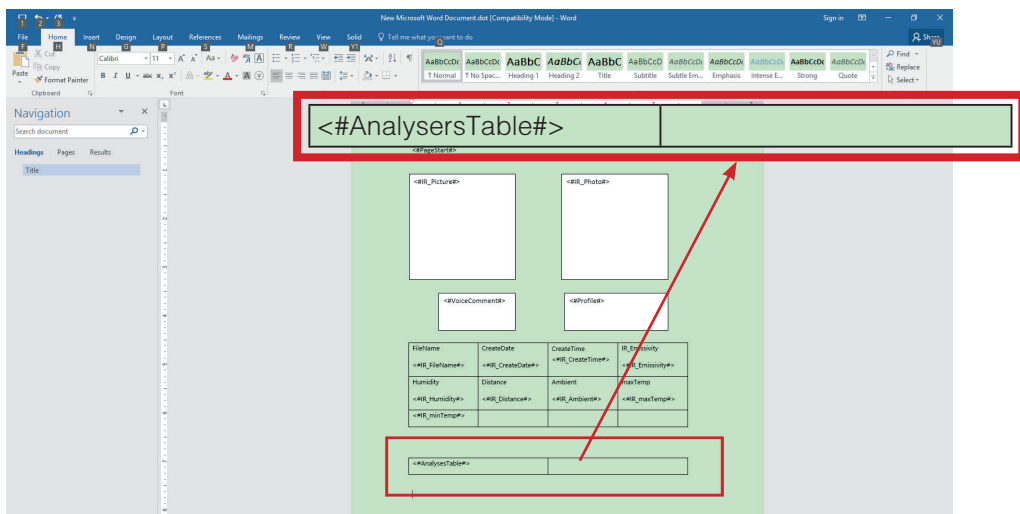 New Microsoft Word Document.dot [Compatibility Mode] - Word
Sign in
1 2 3
File Home Insert Design Layout References Mailings Review View Solid Tell me what you want to do Share
F H N G P S M R W Y1 Q YU
Cut
Copy
Paste
Format Painter
Calibri 11
Clipboard Font
AaBbCcDc AaBbCcDc AaBbC AaBbCc AaBbC AaBbCcD AaBbCcDc AaBbCcDc AaBbCcDc AaBbCcDc AaBbCcDc
¶ Normal ¶ No Spac... Heading 1 Heading 2 Title Subtitle Subtle Em... Emphasis Intense E... Strong Quote
Find
Replace
Select
Navigation
Search document
Headings Pages Results
Title
<#AnalysersTable#>
<#PageStart#>
<#IR_Picture#> <#IR_Photo#>
<#VoiceComment#> <#Profile#>
FileName CreateDate CreateTime IR_Emissivity
<#IR_FileName#> <#IR_CreateDate#> <#IR_CreateTime#> <#IR_Emissivity#>
Humidity Distance Ambient maxTemp
<#IR_Humidity#> <#IR_Distance#> <#IR_Ambient#> <#IR_maxTemp#>
<#IR_minTemp#>
<#AnalysesTable#>